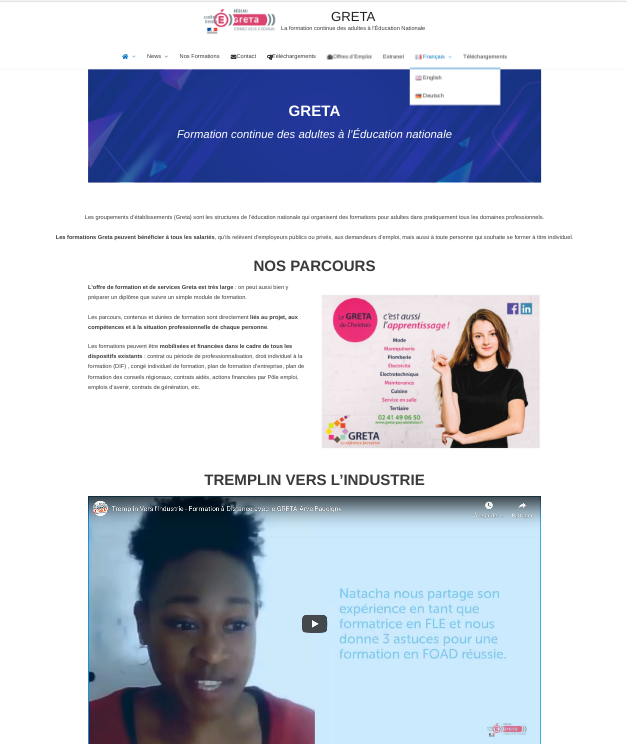 RÉSEAU
Greta
GRETA
La formation continue des adultes à l'Éducation Nationale
News
Nos Formations
Contact
Téléchargements
Offres d'Emploi
Extranet
Français
Téléchargements
English
Deutsch
GRETA
Formation continue des adultes à l'Éducation nationale
Les groupements d'établissements (Greta) sont les structures de l'éducation nationale qui organisent des formations pour adultes dans pratiquement tous les domaines professionnels.
Les formations Greta peuvent bénéficier à tous les salariés, qu'ils relèvent d'employeurs publics ou privés, aux demandeurs d'emploi, mais aussi à toute personne qui souhaite se former à titre individuel.
NOS PARCOURS
L'offre de formation et de services Greta est très large : on peut aussi bien y
préparer un diplôme que suivre un simple module de formation.
Les parcours, contenus et durées de formation sont directement liés au projet, aux
compétences et à la situation professionnelle de chaque personne.
Les formations peuvent être mobilisées et financées dans le cadre de tous les
dispositifs existants : contrat ou période de professionnalisation, droit individuel à la
formation (DIF) , congé individuel de formation, plan de formation d'entreprise, plan de
formation des conseils régionaux, contrats aidés, actions financées par Pôle emploi,
emplois d'avenir, contrats de génération, etc.
Le GRETA
du Choletais
c'est aussi
l'apprentissage !
Mode
Maroquinerie
Plomberie
Électricité
Électrotechnique
Maintenance
Cuisine
Service en salle
Tertiaire
02 41 49 06 50
GRETA
TREMPLIN VERS L'INDUSTRIE
Tremplin Vers l'Industrie - Formation à Distance avec le GRETA Arve Faucigny
Natacha nous partage son
expérience en tant que
formatrice en FLE et nous
donne 3 astuces pour une
formation en FOAD réussie.